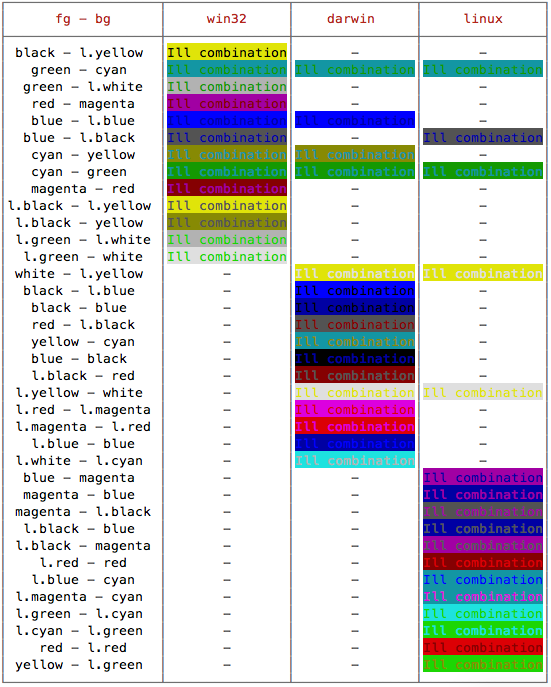 fg – bg win32 darwin linux
black – l.yellow Ill combination – –
green – cyan Ill combination Ill combination Ill combination
green – l.white Ill combination – –
red – magenta Ill combination – –
blue – l.blue Ill combination Ill combination –
blue – l.black Ill combination – Ill combination
cyan – yellow Ill combination Ill combination –
cyan – green Ill combination Ill combination Ill combination
magenta – red Ill combination – –
l.black – l.yellow Ill combination – –
l.black – yellow Ill combination – –
l.green – l.white Ill combination – –
l.green – white Ill combination – –
white – l.yellow – Ill combination Ill combination
black – l.blue – Ill combination –
black – blue – Ill combination –
red – l.black – Ill combination –
yellow – cyan – Ill combination –
blue – black – Ill combination –
l.black – red – Ill combination –
l.yellow – white – Ill combination Ill combination
l.red – l.magenta – Ill combination –
l.magenta – l.red – Ill combination –
l.blue – blue – Ill combination –
l.white – l.cyan – Ill combination –
blue – magenta – – Ill combination
magenta – blue – – Ill combination
magenta – l.black – – Ill combination
l.black – blue – – Ill combination
l.black – magenta – – Ill combination
l.red – red – – Ill combination
l.blue – cyan – – Ill combination
l.magenta – cyan – – Ill combination
l.green – l.cyan – – Ill combination
l.cyan – l.green – – Ill combination
red – l.red – – Ill combination
yellow – l.green – – Ill combination